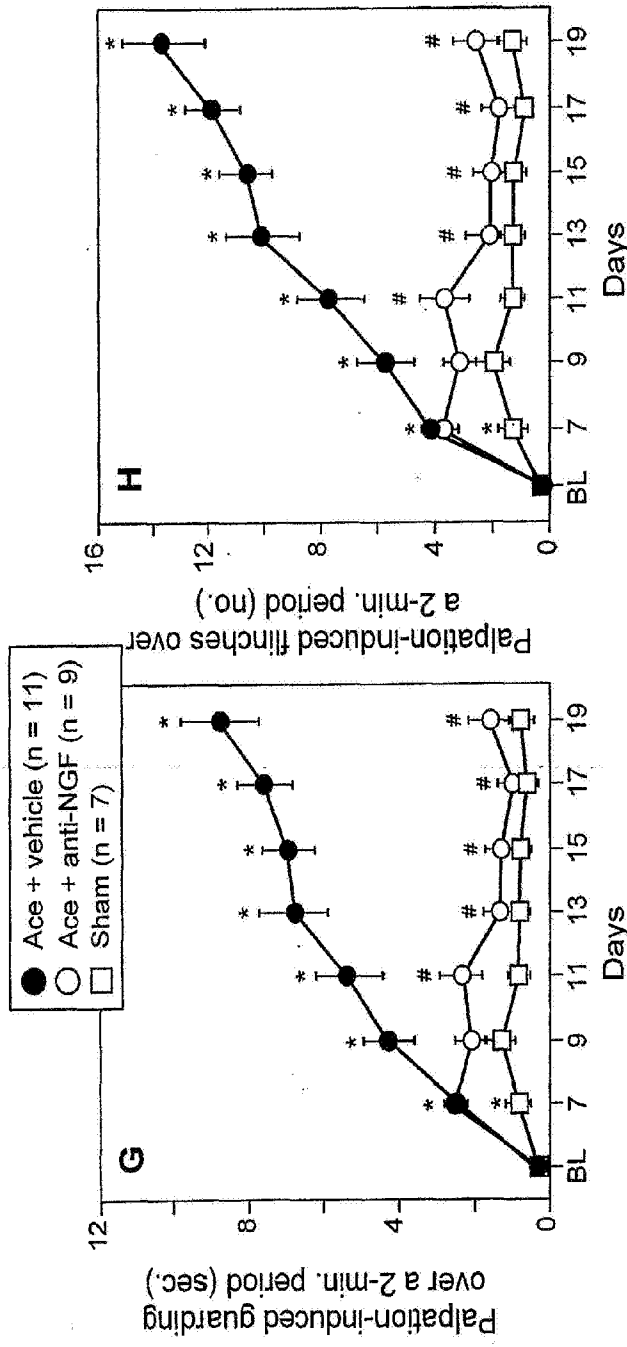 Ace + vehicle (n = 11)
Ace + anti-NGF (n = 9)
Sham (n = 7)
G
Palpation-induced guarding
over a 2-min. period (sec.)
12
8
4
0
* * * * * * *
*
# # # # #
BL 7 9 11 13 15 17 19
Days
H
Palpation-induced flinches over
a 2-min. period (no.)
16
12
8
4
0
* * * * * * *
*
# # # # #
BL 7 9 11 13 15 17 19
Days